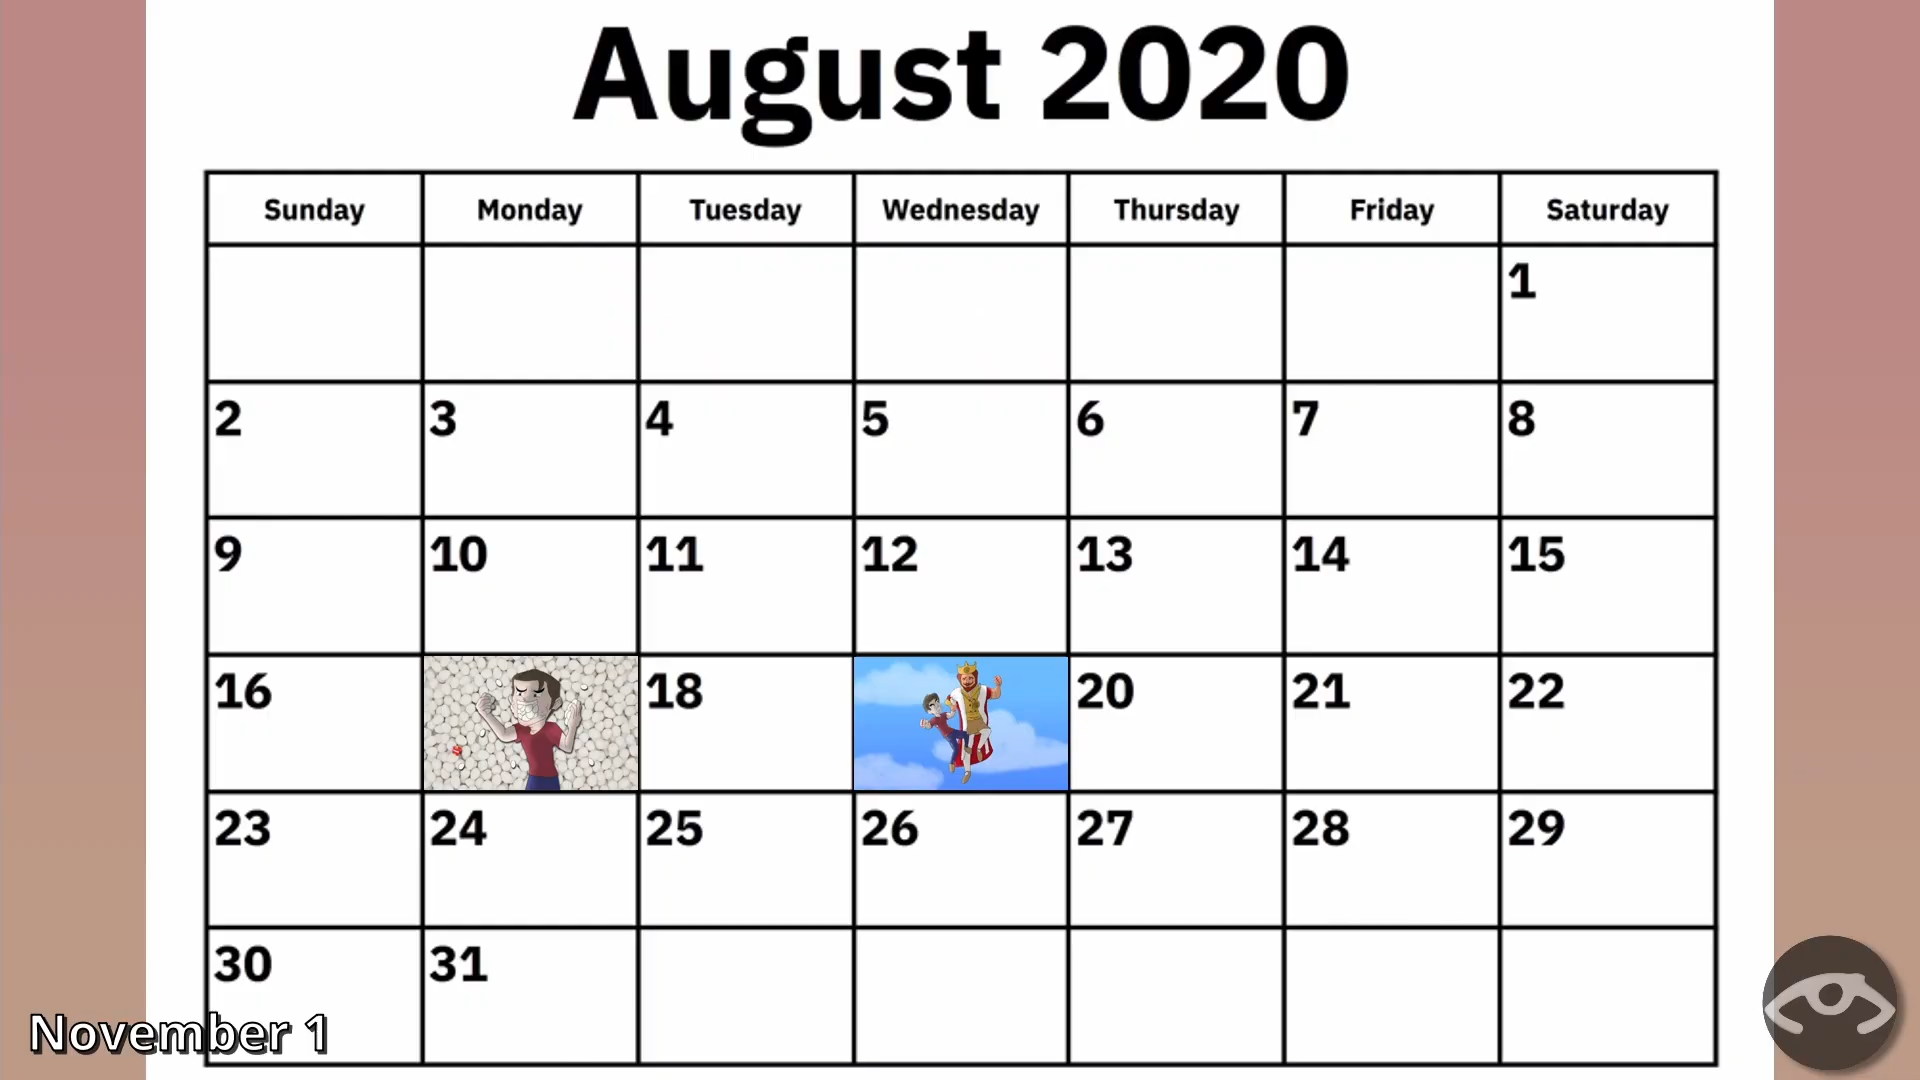 August 2020
Sunday Monday Tuesday Wednesday Thursday Friday Saturday
1
2 3 4 5 6 7 8
9 10 11 12 13 14 15
16 18 20 21 22
23 24 25 26 27 28 29
30 31
November 1